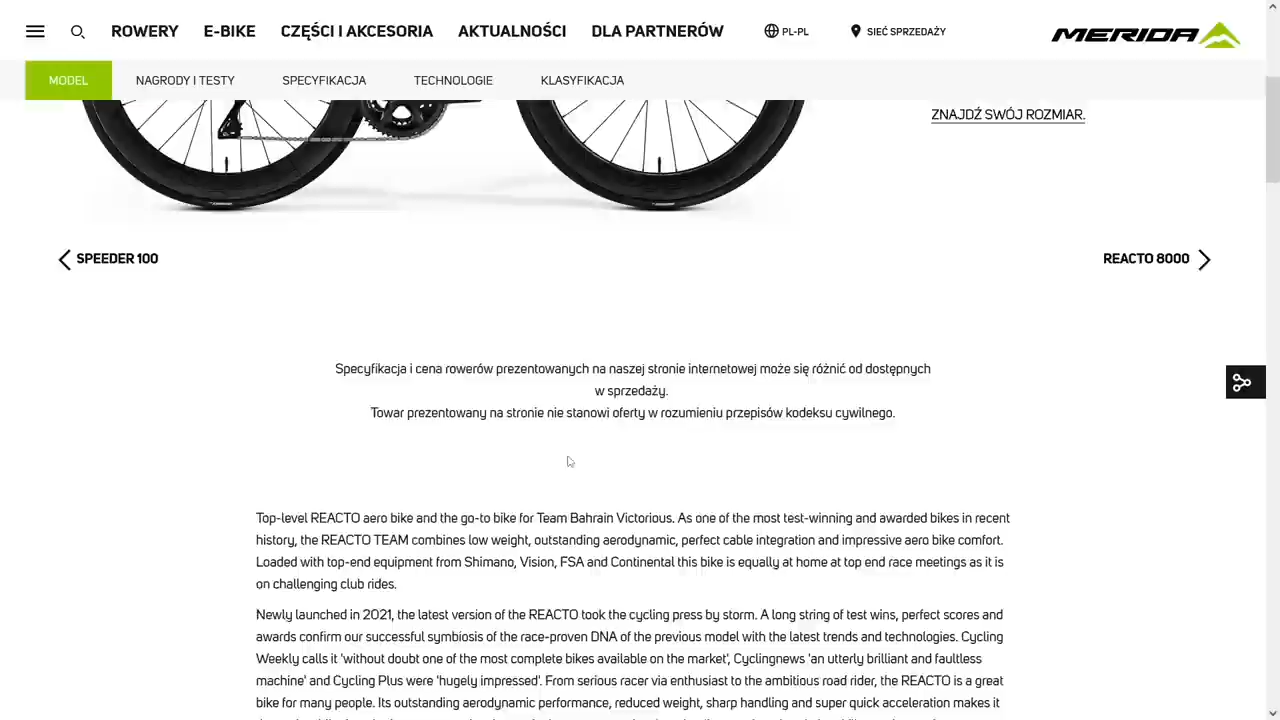 ROWERY E-BIKE CZĘŚCI I AKCESORIA AKTUALNOŚCI DLA PARTNERÓW PL-PL SIEĆ SPRZEDAŻY MERIDA
MODEL NAGRODY I TESTY SPECYFIKACJA TECHNOLOGIE KLASYFIKACJA
ZNAJDŹ SWÓJ ROZMIAR.
SPEEDER 100 REACTO 8000
Specyfikacja i cena rowerów prezentowanych na naszej stronie internetowej może się różnić od dostępnych
w sprzedaży.
Towar prezentowany na stronie nie stanowi oferty w rozumieniu przepisów kodeksu cywilnego.
Top-level REACTO aero bike and the go-to bike for Team Bahrain Victorious. As one of the most test-winning and awarded bikes in recent
history, the REACTO TEAM combines low weight, outstanding aerodynamic, perfect cable integration and impressive aero bike comfort.
Loaded with top-end equipment from Shimano, Vision, FSA and Continental this bike is equally at home at top end race meetings as it is
on challenging club rides.
Newly launched in 2021, the latest version of the REACTO took the cycling press by storm. A long string of test wins, perfect scores and
awards confirm our successful symbiosis of the race-proven DNA of the previous model with the latest trends and technologies. Cycling
Weekly calls it 'without doubt one of the most complete bikes available on the market', Cyclingnews 'an utterly brilliant and faultless
machine' and Cycling Plus were 'hugely impressed'. From serious racer via enthusiast to the ambitious road rider, the REACTO is a great
bike for many people. Its outstanding aerodynamic performance, reduced weight, sharp handling and super quick acceleration makes it